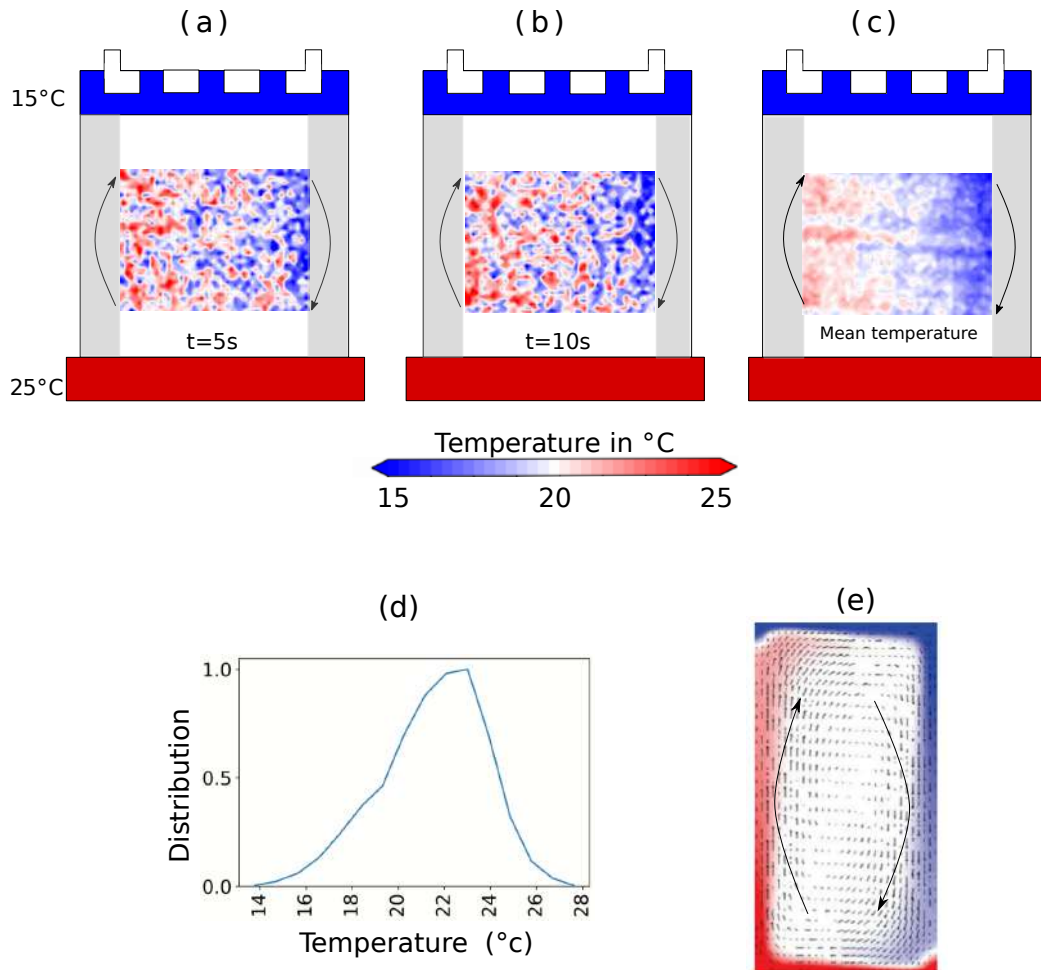 (a) (b) (c)
15°C
t=5s t=10s Mean temperature
25°C
Temperature in °C
15 20 25
(d) (e)
1.0
0.5
0.0
Distribution
14 16 18 20 22 24 26 28
Temperature (°c)